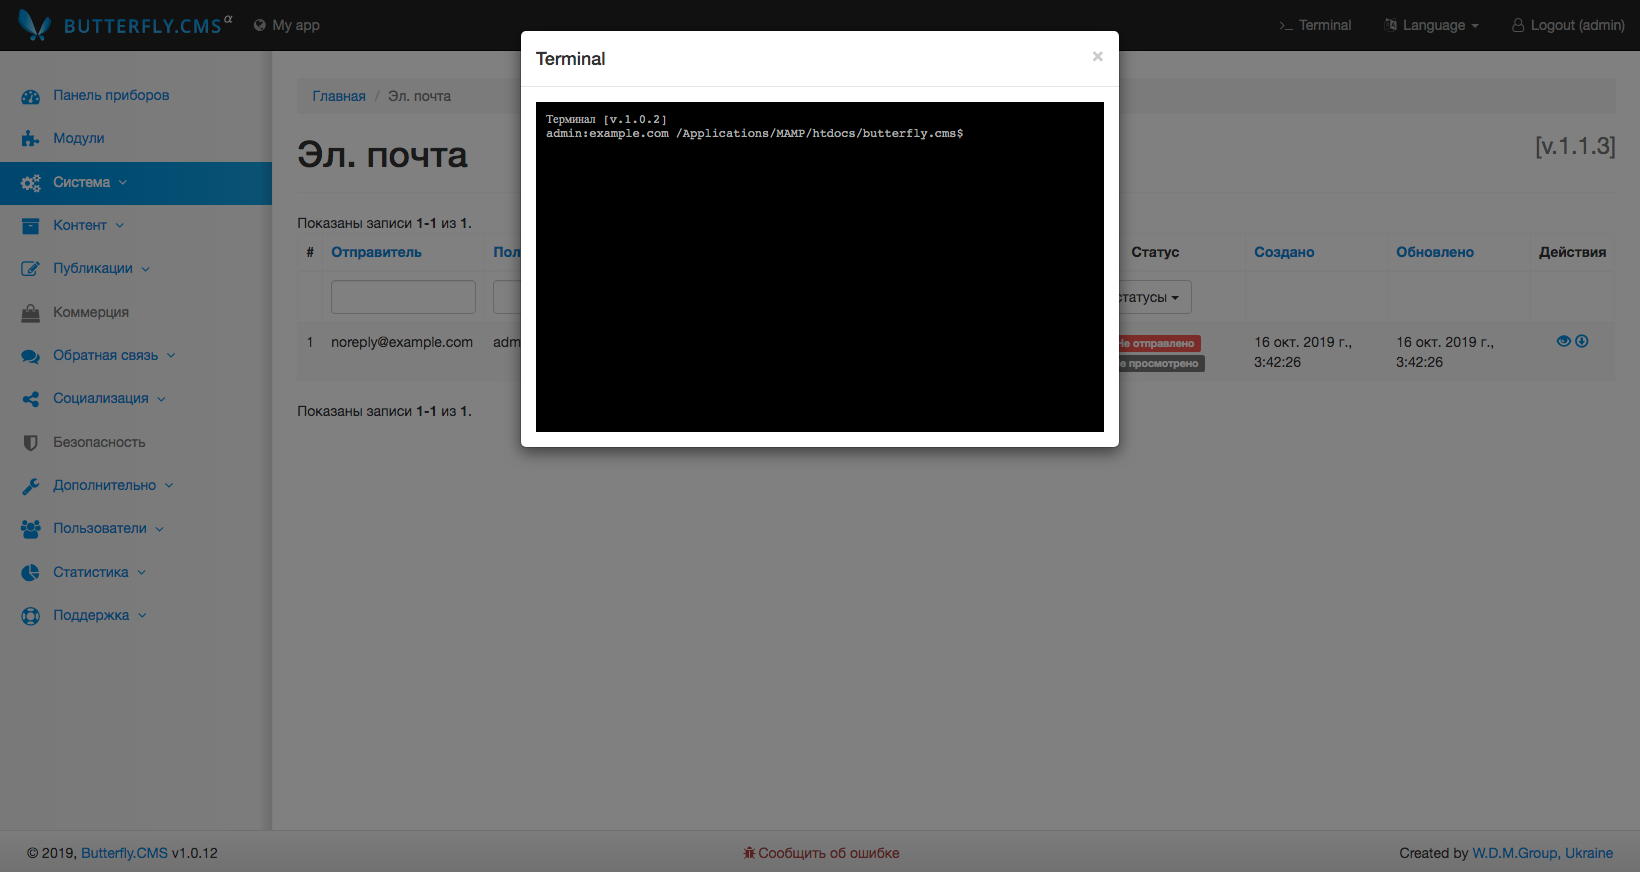 BUTTERFLY.CMS α
My app
Terminal
Language
Logout (admin)
Панель приборов
Модули
Система
Контент
Публикации
Коммерция
Обратная связь
Социализация
Безопасность
Дополнительно
Пользователи
Статистика
Поддержка
Главная / Эл. почта
Эл. почта
[v.1.1.3]
Показаны записи 1-1 из 1.
# Отправитель Пол Статус Создано Обновлено Действия
татусы
1 noreply@example.com adm е отправлено 16 окт. 2019 г., 16 окт. 2019 г.,
е просмотрено 3:42:26 3:42:26
Показаны записи 1-1 из 1.
Terminal ×
Терминал [v.1.0.2]
admin:example.com /Applications/MAMP/htdocs/butterfly.cms$
© 2019, Butterfly.CMS v1.0.12
Сообщить об ошибке
Created by W.D.M.Group, Ukraine